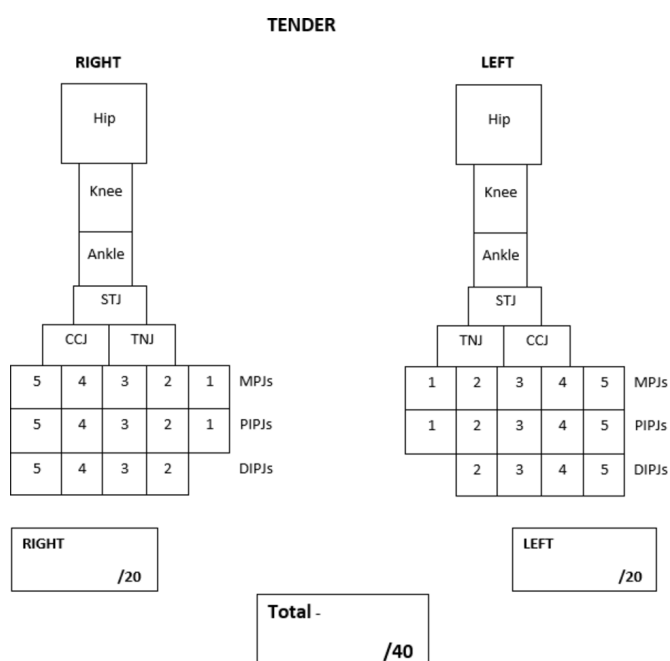 TENDER
RIGHT LEFT
Hip Hip
Knee Knee
Ankle Ankle
STJ STJ
CCJ TNJ TNJ CCJ
5 4 3 2 1 MPJs 1 2 3 4 5 MPJs
5 4 3 2 1 PIPJs 1 2 3 4 5 PIPJs
5 4 3 2 DIPJs 2 3 4 5 DIPJs
RIGHT LEFT
/20 /20
Total -
/40